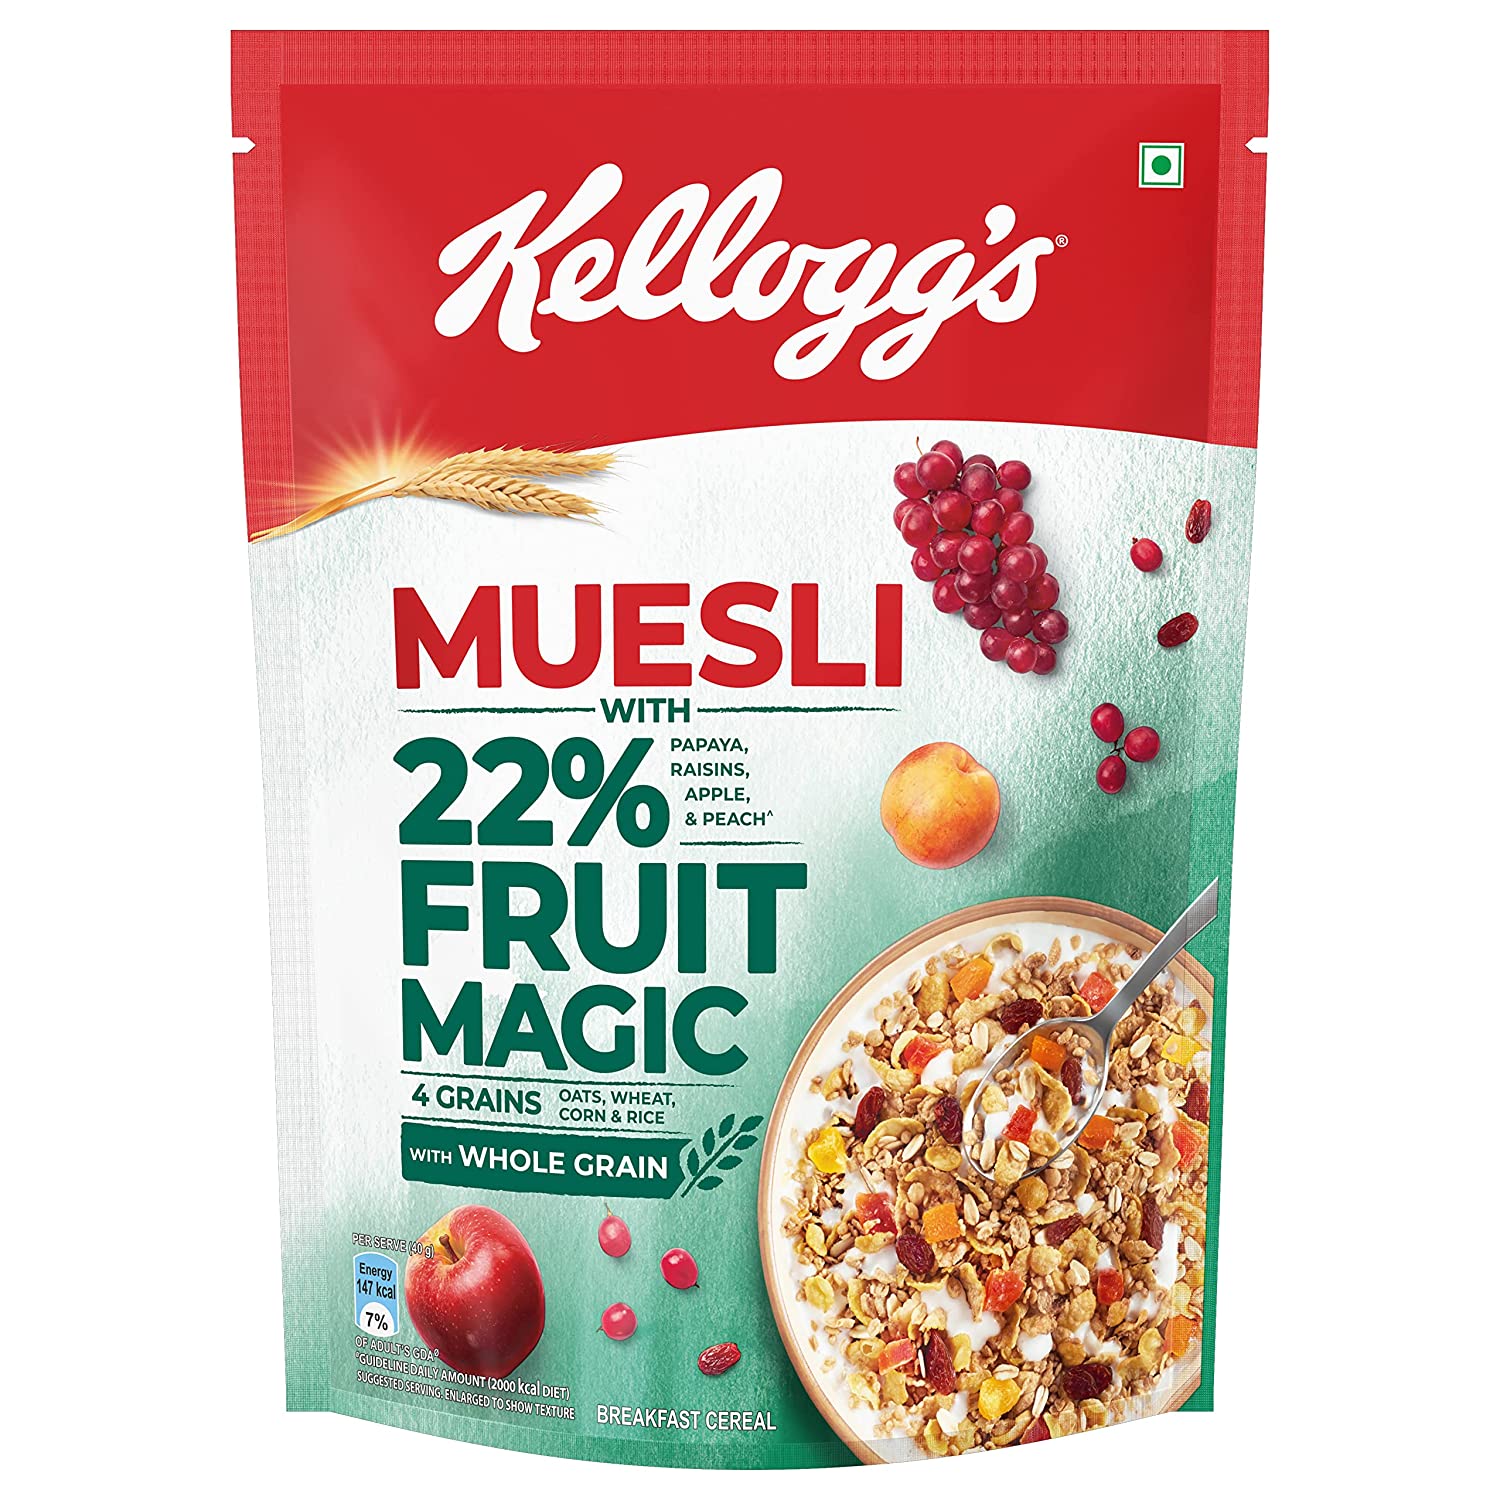 Kellogg's®
MUESLI
WITH
22%
PAPAYA,
RAISINS,
APPLE,
& PEACH^
FRUIT
MAGIC
4 GRAINS
OATS, WHEAT,
CORN & RICE
WITH WHOLE GRAIN
PER SERVE (40 g)
Energy
147 kcal
7%
OF ADULT'S GDA°
°GUIDELINE DAILY AMOUNT (2000 kcal DIET)
SUGGESTED SERVING. ENLARGED TO SHOW TEXTURE
BREAKFAST CEREAL